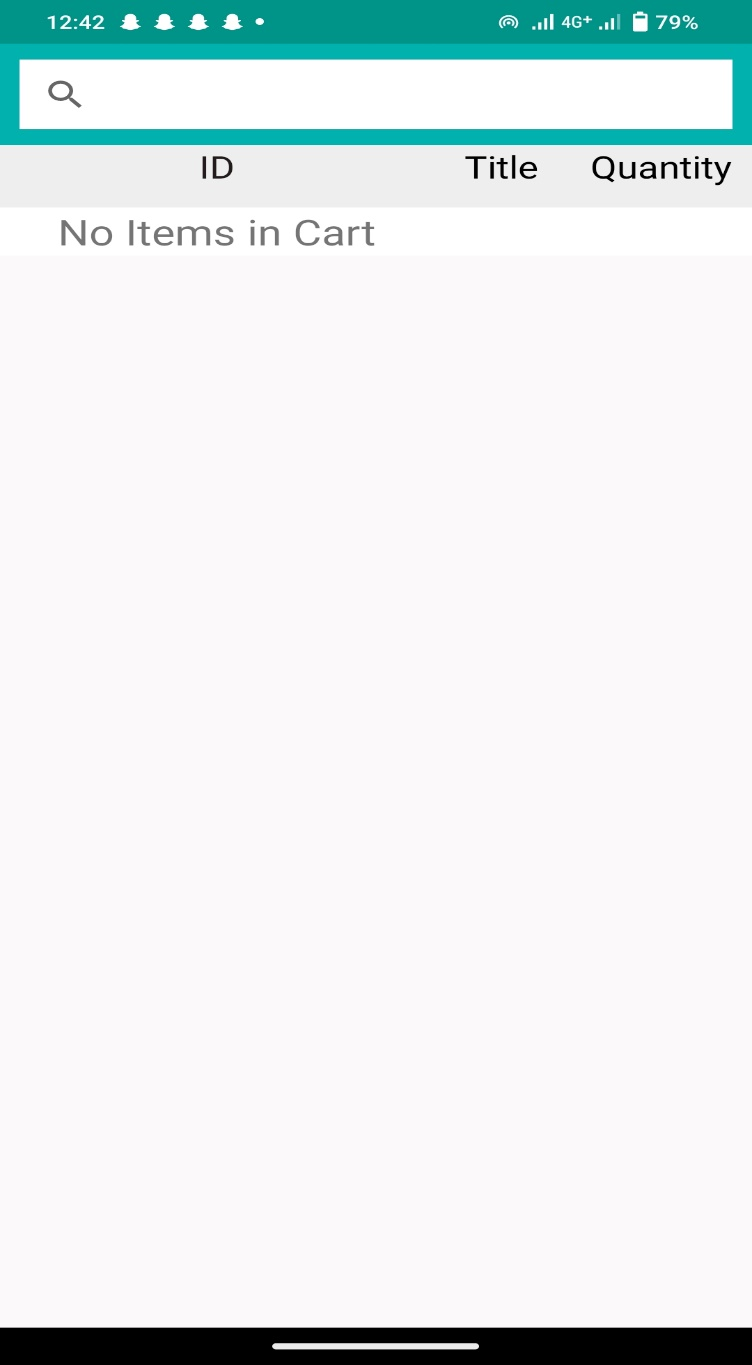 12:42 4G+ 79%
ID Title Quantity
No Items in Cart